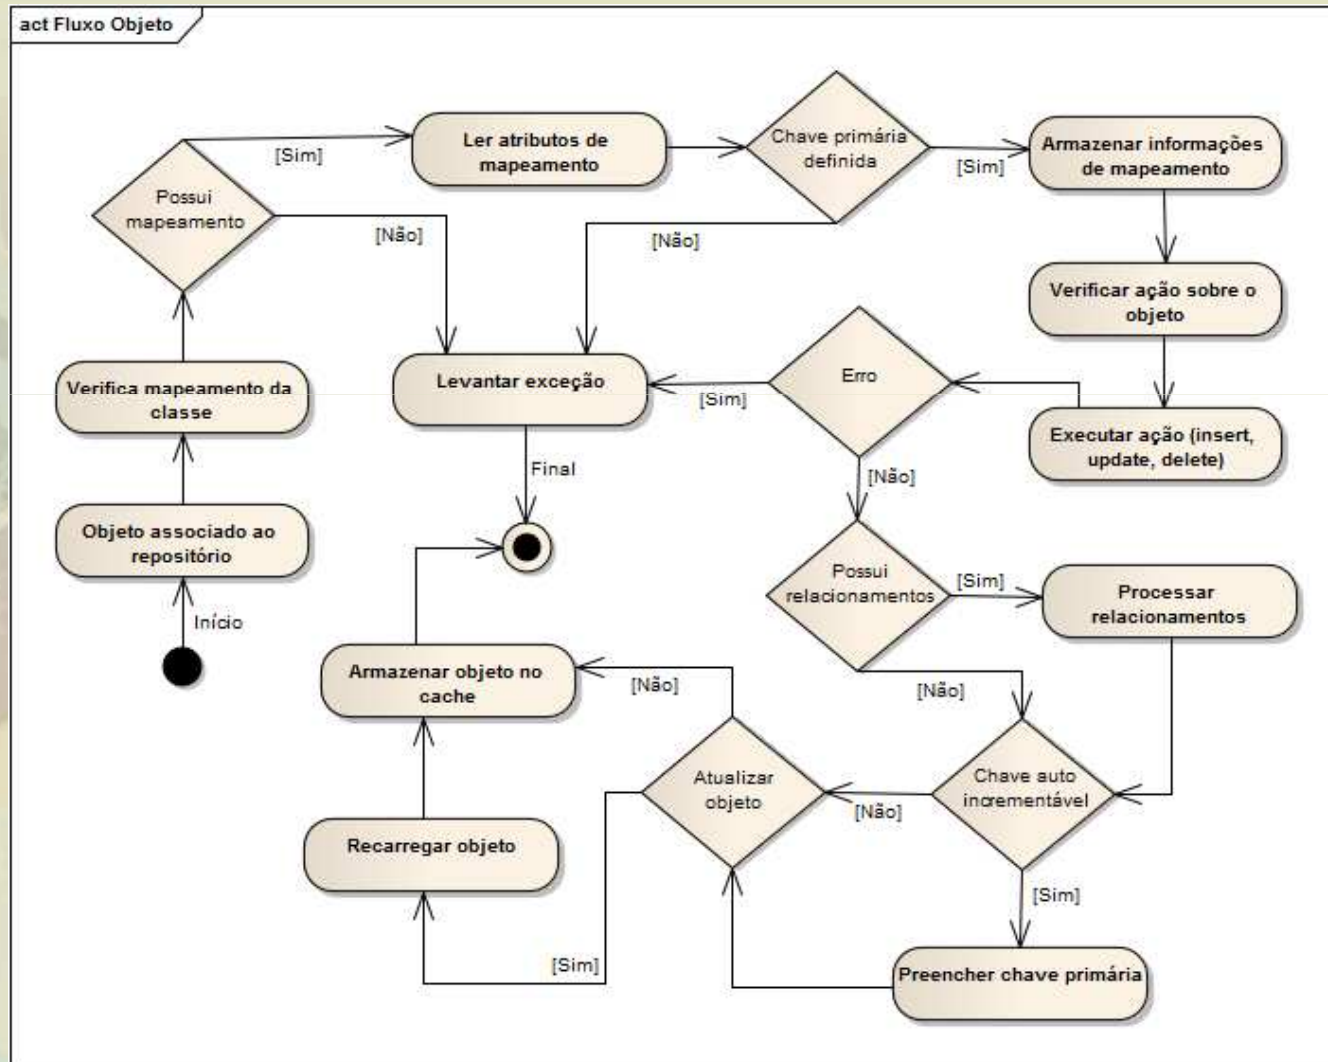 act Fluxo Objeto
Possui
mapeamento
[Sim]
[Não]
Ler atributos de
mapeamento
Chave primária
definida
[Sim]
[Não]
Armazenar informações
de mapeamento
Verificar ação sobre o
objeto
Executar ação (insert,
update, delete)
Erro
[Sim]
[Não]
Levantar exceção
Final
Verifica mapeamento da
classe
Objeto associado ao
repositório
Início
Possui
relacionamentos
[Sim]
[Não]
Processar
relacionamentos
Chave auto
incrementável
[Não]
[Sim]
Atualizar
objeto
[Não]
[Sim]
Armazenar objeto no
cache
Recarregar objeto
Preencher chave primária